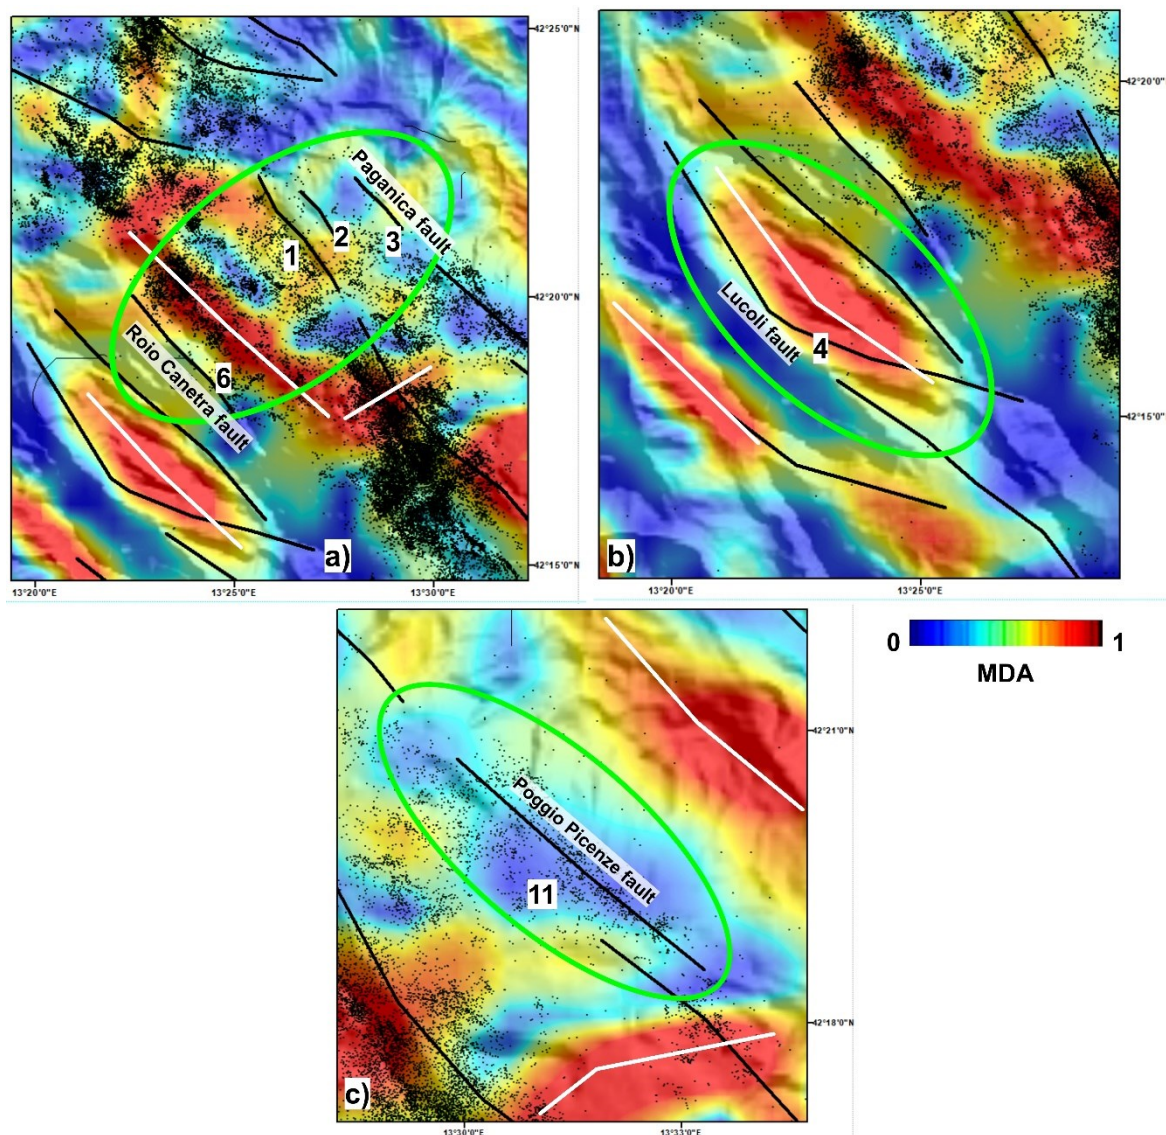 42°25'0"N
Paganica fault
1
2
3
42°20'0"N
Roio Canetra fault
6
a)
42°15'0"N
13°20'0"E
13°25'0"E
13°30'0"E
42°20'0"N
Lucoli fault
4
42°15'0"N
b)
13°20'0"E
13°25'0"E
0
1
MDA
42°21'0"N
Poggio Picenze fault
11
42°18'0"N
c)
13°30'0"E
13°33'0"E